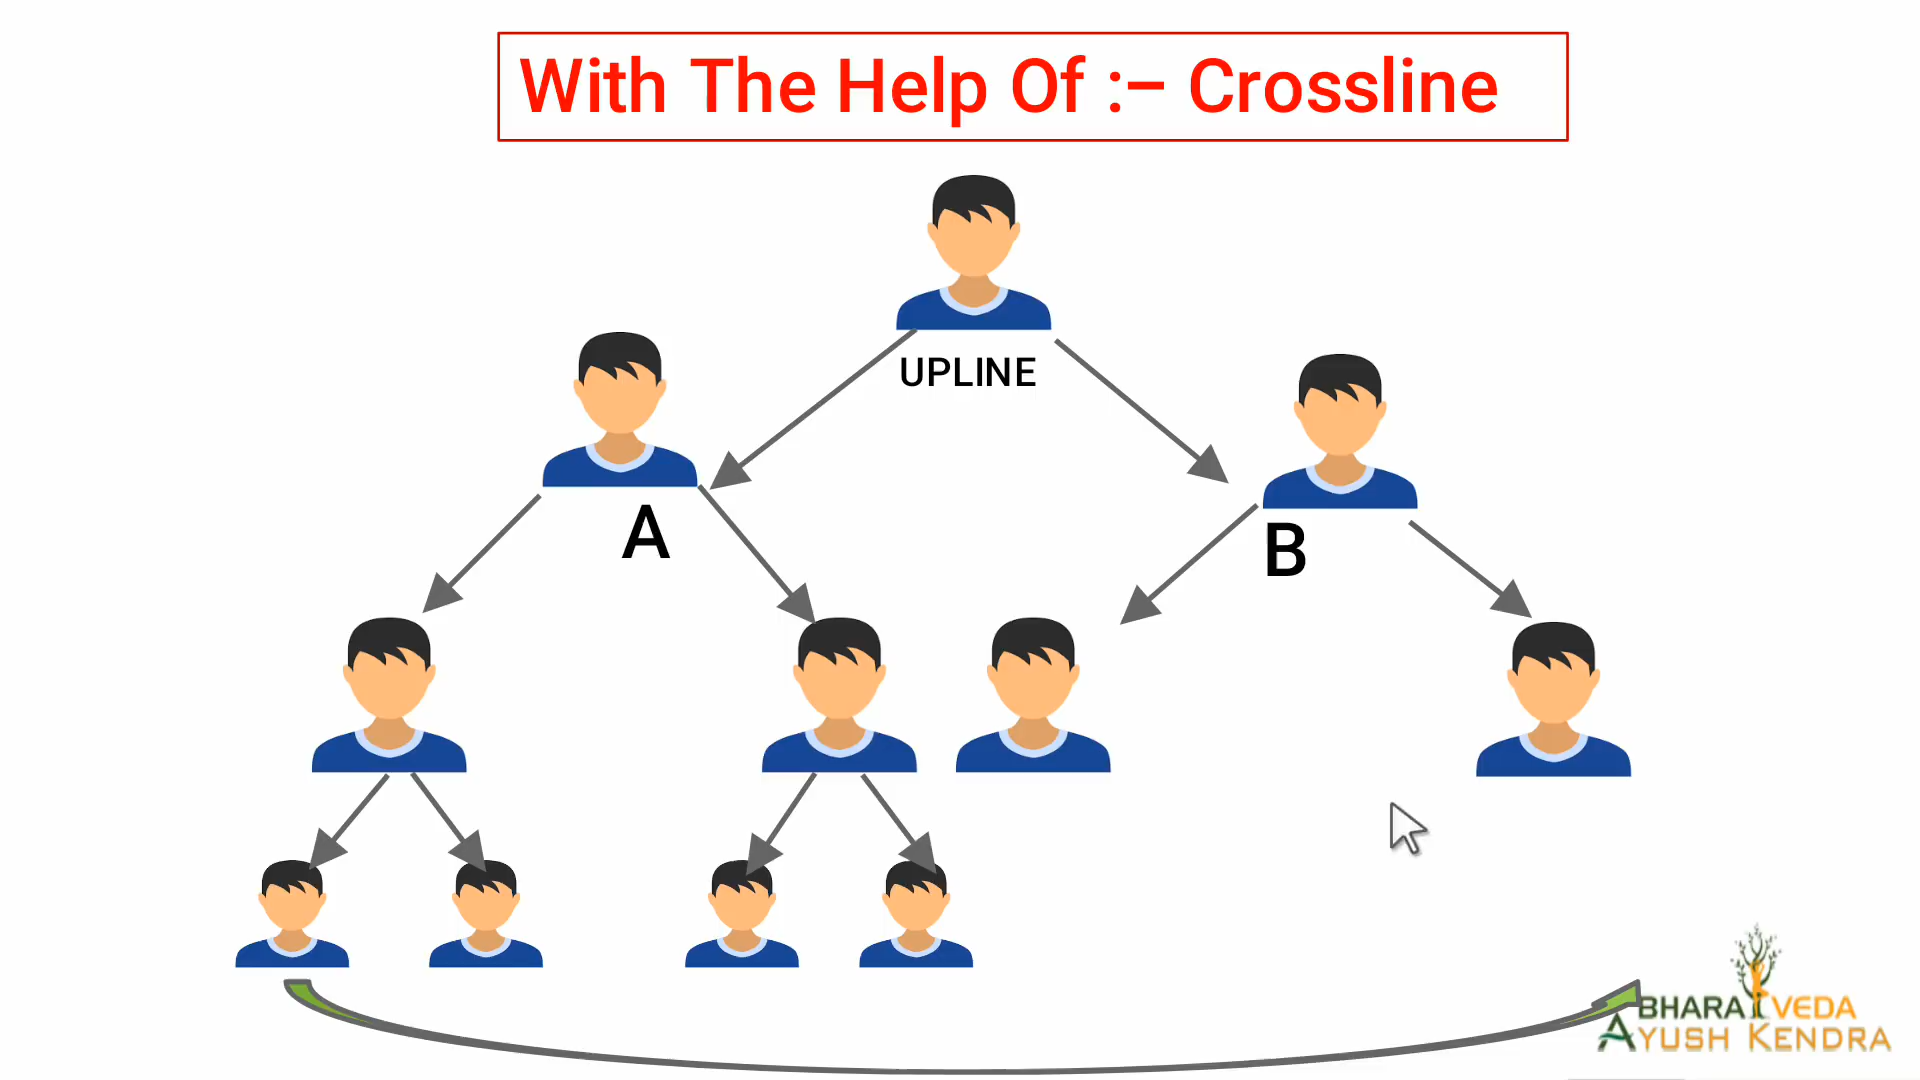 With The Help Of :– Crossline
UPLINE
A
B
BHARATVEDA
AYUSH KENDRA